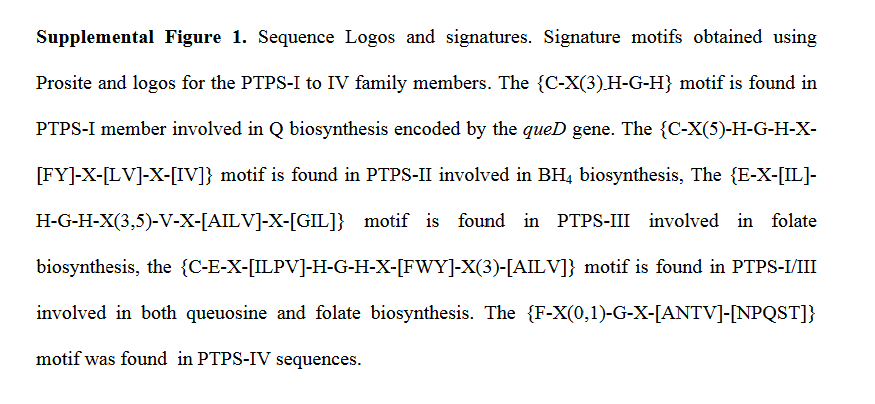 Supplemental Figure 1. Sequence Logos and signatures. Signature motifs obtained using
Prosite and logos for the PTPS-I to IV family members. The {C-X(3)-H-G-H} motif is found in
PTPS-I member involved in Q biosynthesis encoded by the queD gene. The {C-X(5)-H-G-H-X-
[FY]-X-[LV]-X-[IV]} motif is found in PTPS-II involved in BH₄ biosynthesis, The {E-X-[IL]-
H-G-H-X(3,5)-V-X-[AILV]-X-[GIL]} motif is found in PTPS-III involved in folate
biosynthesis, the {C-E-X-[ILPV]-H-G-H-X-[FWY]-X(3)-[AILV]} motif is found in PTPS-I/III
involved in both queuosine and folate biosynthesis. The {F-X(0,1)-G-X-[ANTV]-[NPQST]}
motif was found in PTPS-IV sequences.